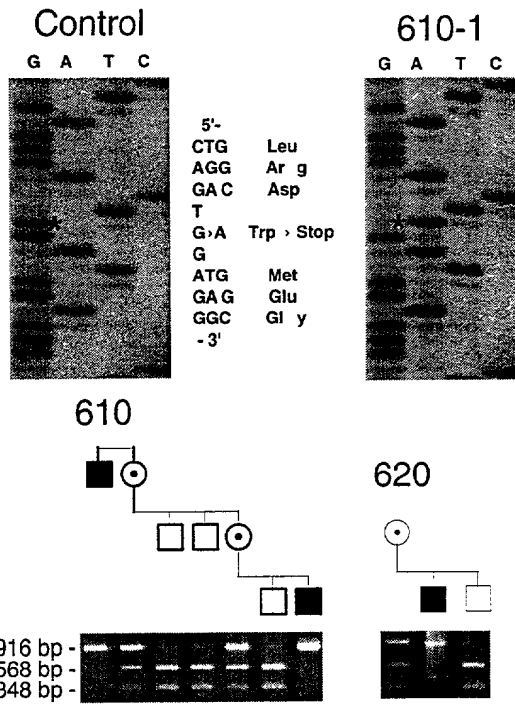 Control
610-1
G A T C
G A T C
5'-
CTG Leu
AGG Ar g
GA C Asp
T
G›A Trp › Stop
G
ATG Met
GA G Glu
GGC Gl y
- 3'
610
620
916 bp -
568 bp -
348 bp -